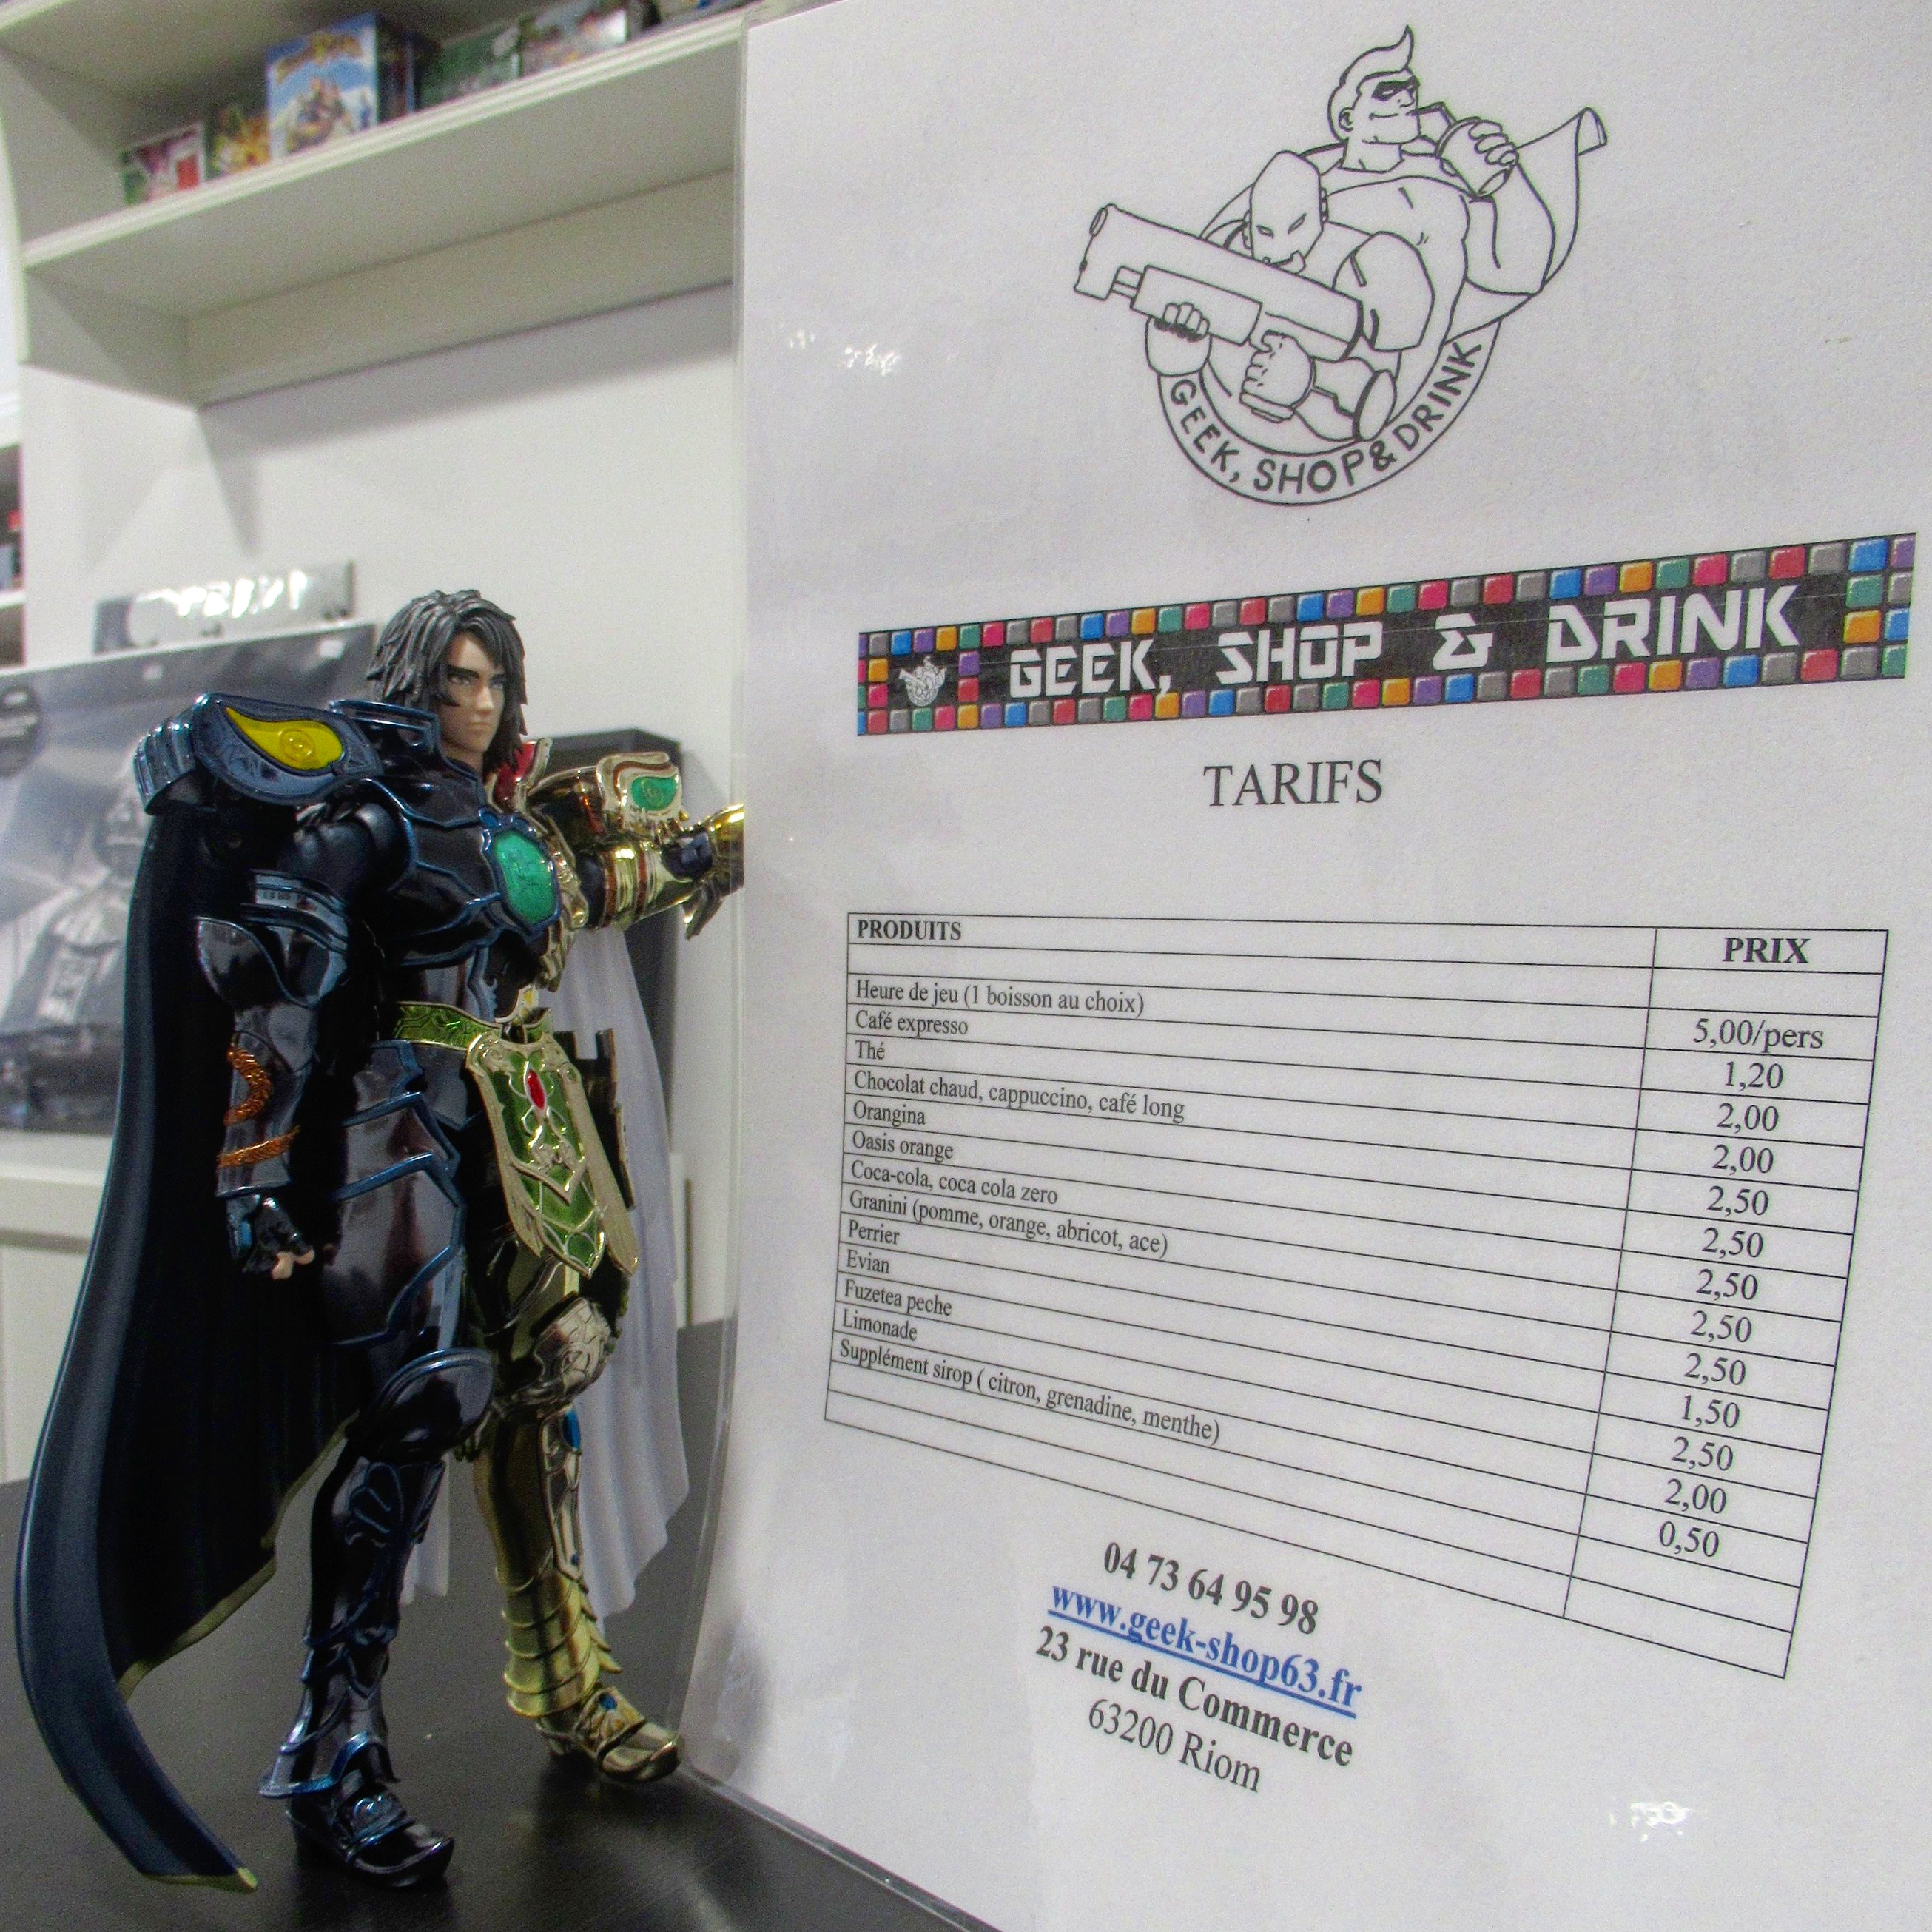 GEEK, SHOP & DRINK
GEEK, SHOP & DRINK
TARIFS
PRODUITS PRIX
Heure de jeu (1 boisson au choix) 5,00/pers
Café expresso 1,20
Thé 2,00
Chocolat chaud, cappuccino, café long 2,00
Orangina 2,50
Oasis orange 2,50
Coca-cola, coca cola zero 2,50
Granini (pomme, orange, abricot, ace) 2,50
Perrier 2,50
Evian 1,50
Fuzetea peche 2,50
Limonade 2,00
Supplément sirop ( citron, grenadine, menthe) 0,50
04 73 64 95 98
www.geek-shop63.fr
23 rue du Commerce
63200 Riom